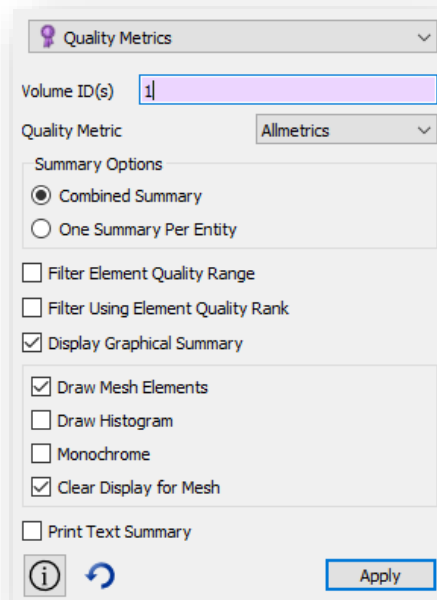 Quality Metrics
Volume ID(s) 1
Quality Metric Allmetrics
Summary Options
Combined Summary
One Summary Per Entity
Filter Element Quality Range
Filter Using Element Quality Rank
Display Graphical Summary
Draw Mesh Elements
Draw Histogram
Monochrome
Clear Display for Mesh
Print Text Summary
Apply